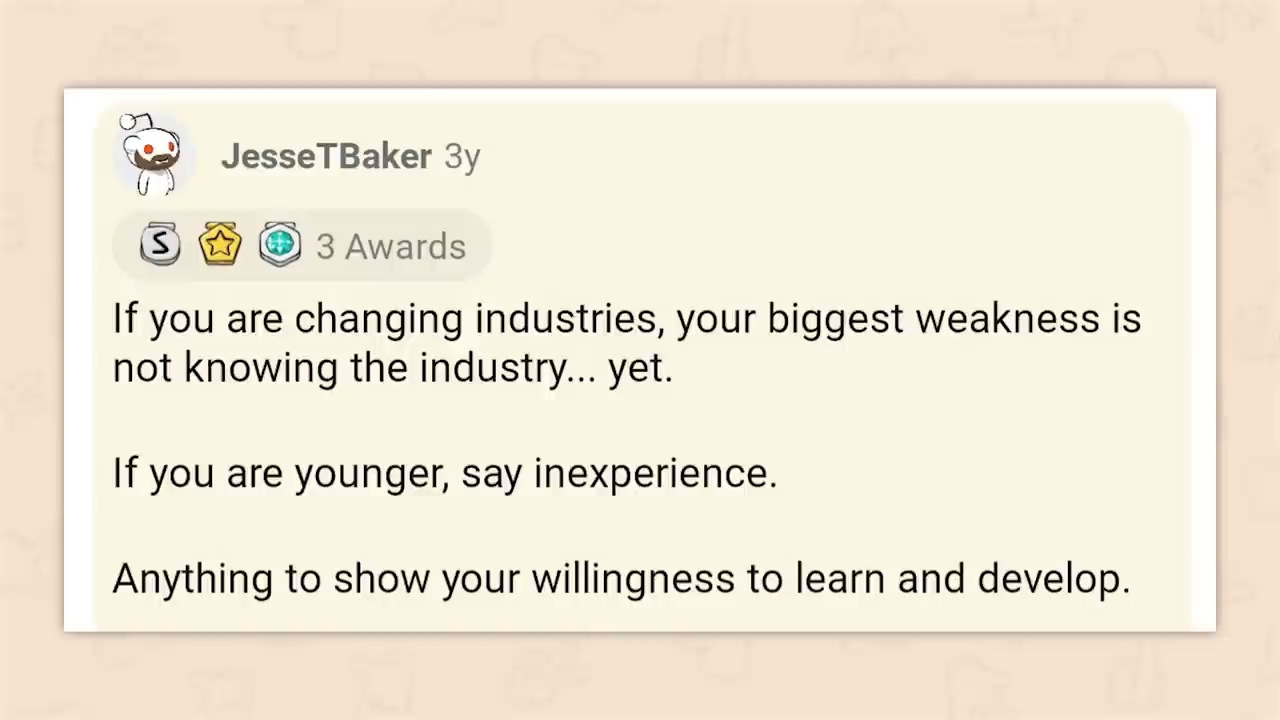 JesseTBaker 3y
S 3 Awards
If you are changing industries, your biggest weakness is
not knowing the industry... yet.
If you are younger, say inexperience.
Anything to show your willingness to learn and develop.